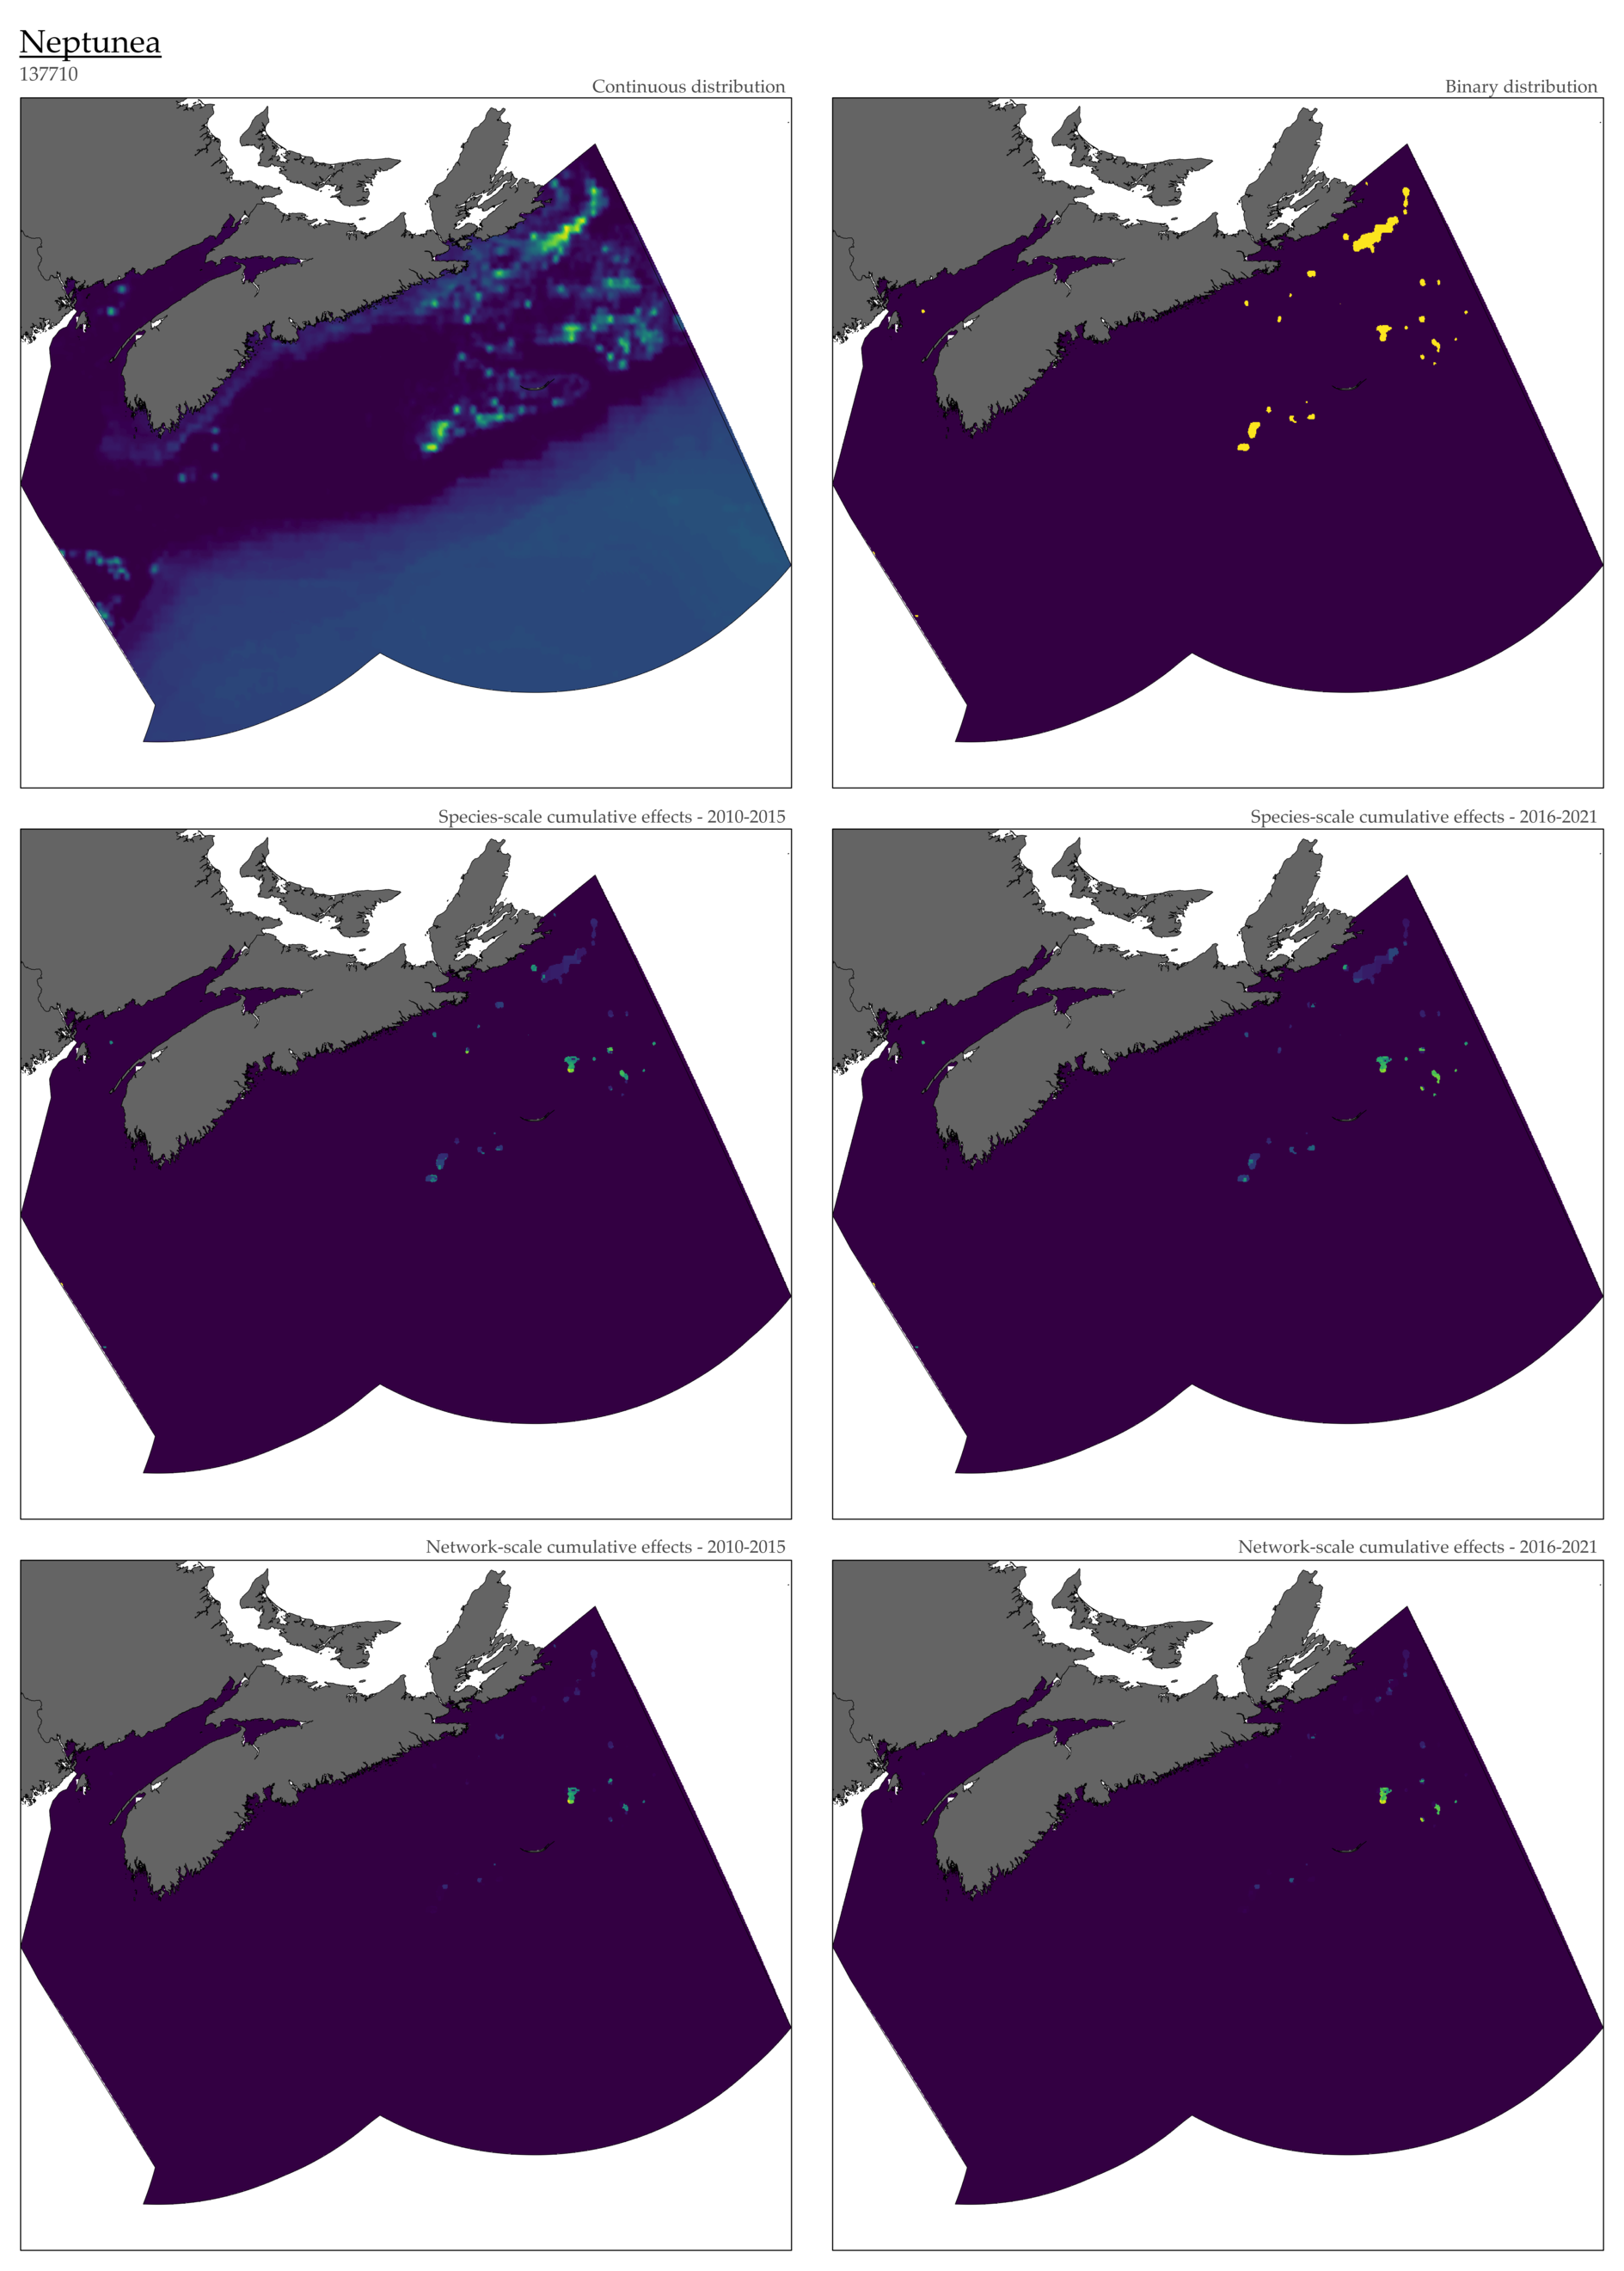 Neptunea
137710
Continuous distribution
Binary distribution
Species-scale cumulative effects - 2010-2015
Species-scale cumulative effects - 2016-2021
Network-scale cumulative effects - 2010-2015
Network-scale cumulative effects - 2016-2021